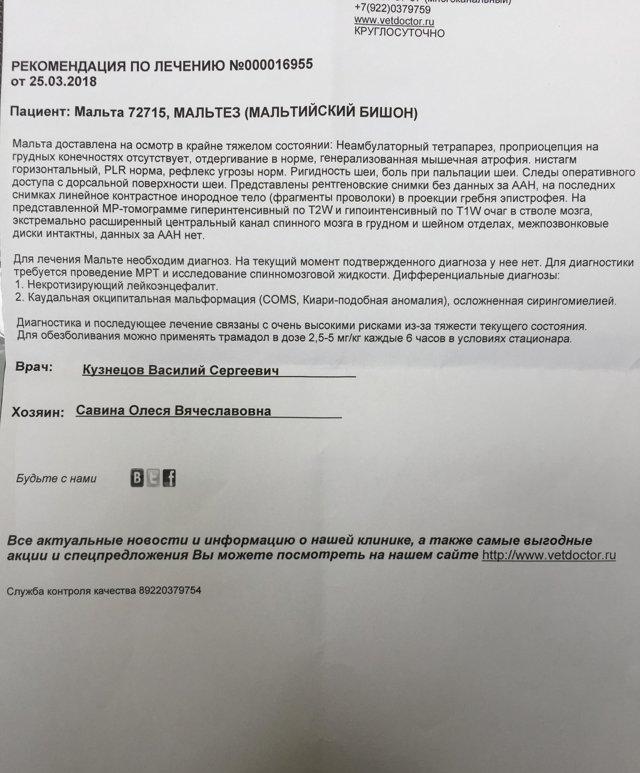 +7(922)0379759
www.vetdoctor.ru
КРУГЛОСУТОЧНО
РЕКОМЕНДАЦИЯ ПО ЛЕЧЕНИЮ №000016955
от 25.03.2018
Пациент: Мальта 72715, МАЛЬТЕЗ (МАЛЬТИЙСКИЙ БИШОН)
Мальта доставлена на осмотр в крайне тяжелом состоянии: Неамбулаторный тетрапарез, проприоцепция на
грудных конечностях отсутствует, отдергивание в норме, генерализованная мышечная атрофия. нистагм
горизонтальный, PLR норма, рефлекс угрозы норм. Ригидность шеи, боль при пальпации шеи. Следы оперативного
доступа с дорсальной поверхности шеи. Представлены рентгеновские снимки без данных за ААН, на последних
снимках линейное контрастное инородное тело (фрагменты проволоки) в проекции гребня эпистрофея. На
представленной МР-томограмме гиперинтенсивный по T2W и гипоинтенсивный по T1W очаг в стволе мозга,
экстремально расширенный центральный канал спинного мозга в грудном и шейном отделах, межпозвонковые
диски интактны, данных за ААН нет.
Для лечения Мальте необходим диагноз. На текущий момент подтвержденного диагноза у нее нет. Для диагностики
требуется проведение МРТ и исследование спинномозговой жидкости. Дифференциальные диагнозы:
1. Некротизирующий лейкоэнцефалит.
2. Каудальная окципитальная мальформация (COMS, Киари-подобная аномалия), осложненная сирингомиелией.
Диагностика и последующее лечение связаны с очень высокими рисками из-за тяжести текущего состояния.
Для обезболивания можно применять трамадол в дозе 2,5-5 мг/кг каждые 6 часов в условиях стационара.
Врач: Кузнецов Василий Сергеевич
Хозяин: Савина Олеся Вячеславовна
Будьте с нами В t f
Все актуальные новости и информацию о нашей клинике, а также самые выгодные
акции и спецпредложения Вы можете посмотреть на нашем сайте http://www.vetdoctor.ru
Служба контроля качества 89220379754